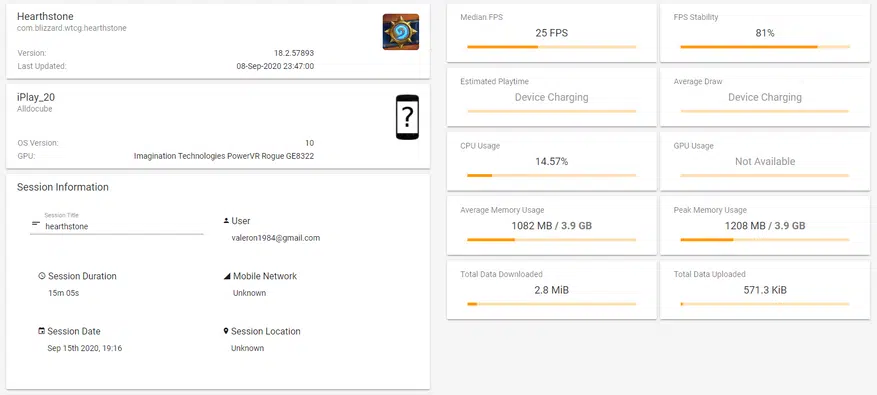 Hearthstone
com.blizzard.wtcg.hearthstone
Version: 18.2.57893
Last Updated: 08-Sep-2020 23:47:00
iPlay_20
Alldocube
?
OS Version: 10
GPU: Imagination Technologies PowerVR Rogue GE8322
Session Information
Session Title
hearthstone
User
valeron1984@gmail.com
Session Duration
15m 05s
Mobile Network
Unknown
Session Date
Sep 15th 2020, 19:16
Session Location
Unknown
Median FPS
25 FPS
FPS Stability
81%
Estimated Playtime
Device Charging
Average Draw
Device Charging
CPU Usage
14.57%
GPU Usage
Not Available
Average Memory Usage
1082 MB / 3.9 GB
Peak Memory Usage
1208 MB / 3.9 GB
Total Data Downloaded
2.8 MiB
Total Data Uploaded
571.3 KiB